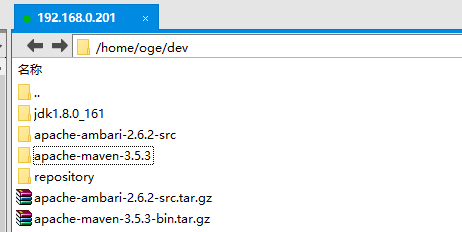 192.168.0.201 ×
/home/oge/dev
名称
..
jdk1.8.0_161
apache-ambari-2.6.2-src
apache-maven-3.5.3
repository
apache-ambari-2.6.2-src.tar.gz
apache-maven-3.5.3-bin.tar.gz